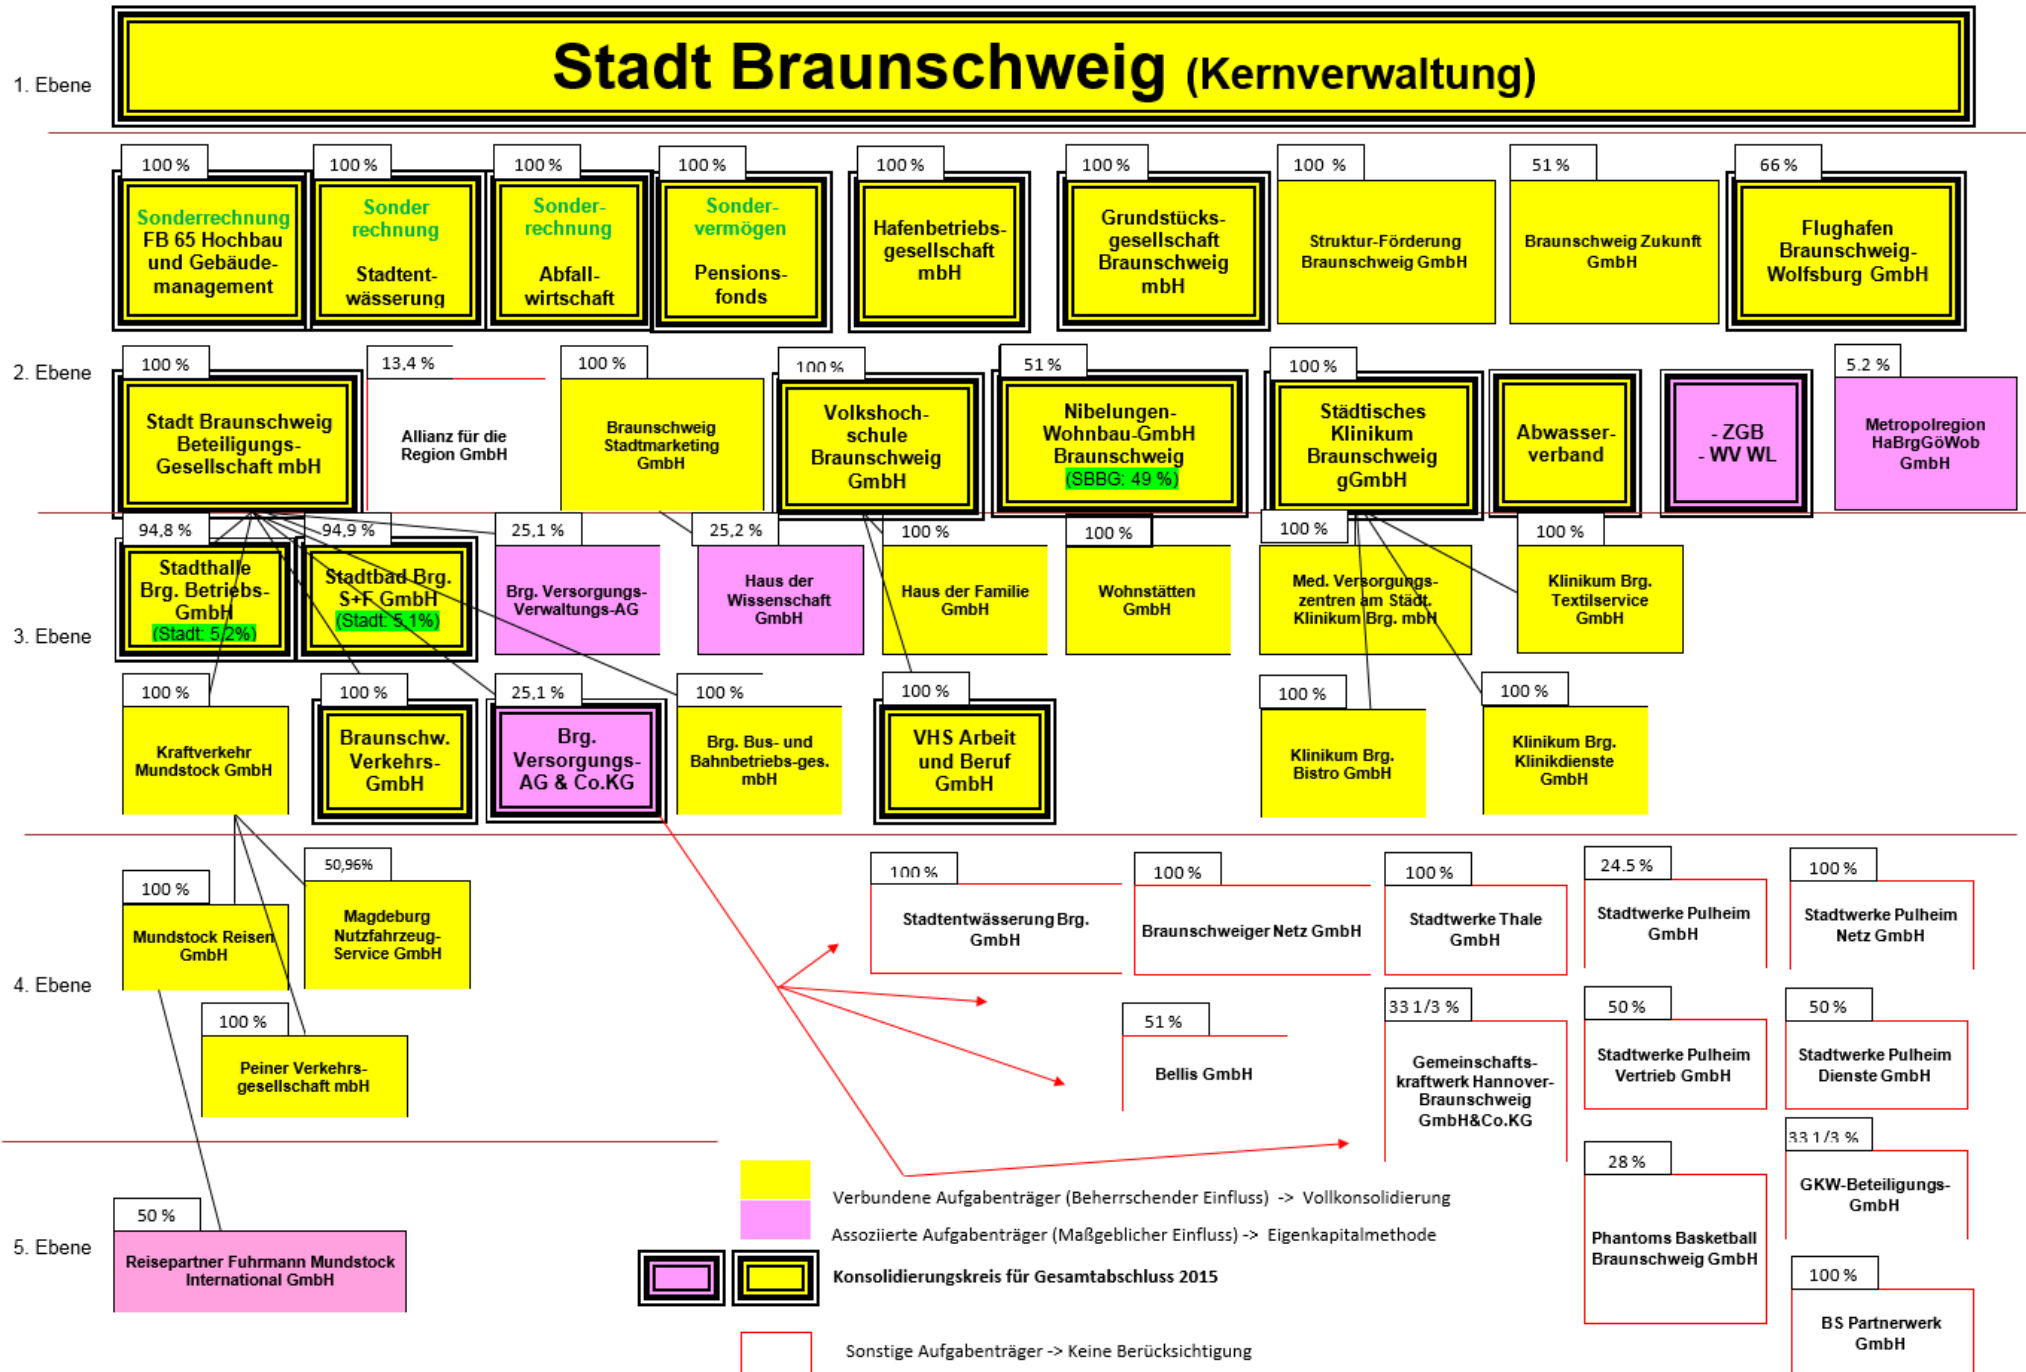 Stadt Braunschweig (Kernverwaltung)
1. Ebene
100 %
100 %
100 %
100 %
100 %
100 %
100 %
51 %
66 %
Sonderrechnung
FB 65 Hochbau
und Gebäude-
management
Sonder
rechnung
Stadtent-
wässerung
Sonder-
rechnung
Abfall-
wirtschaft
Sonder-
vermögen
Pensions-
fonds
Hafenbetriebs-
gesellschaft
mbH
Grundstücks-
gesellschaft
Braunschweig
mbH
Struktur-Förderung
Braunschweig GmbH
Braunschweig Zukunft
GmbH
Flughafen
Braunschweig-
Wolfsburg GmbH
2. Ebene
100 %
13,4 %
100 %
100 %
51 %
100 %
5.2 %
Stadt Braunschweig
Beteiligungs-
Gesellschaft mbH
Allianz für die
Region GmbH
Braunschweig
Stadtmarketing
GmbH
Volkshoch-
schule
Braunschweig
GmbH
Nibelungen-
Wohnbau-GmbH
Braunschweig
(SBBG: 49 %)
Städtisches
Klinikum
Braunschweig
gGmbH
Abwasser-
verband
- ZGB
- WV WL
Metropolregion
HaBrgGöWob
GmbH
94,8 %
94,9 %
25,1 %
25,2 %
100 %
100 %
100 %
100 %
Stadthalle
Brg. Betriebs-
GmbH
(Stadt: 5,2%)
Stadtbad Brg.
S+F GmbH
(Stadt: 5,1%)
Brg. Versorgungs-
Verwaltungs-AG
Haus der
Wissenschaft
GmbH
Haus der Familie
GmbH
Wohnstätten
GmbH
Med. Versorgungs-
zentren am Städt.
Klinikum Brg. mbH
Klinikum Brg.
Textilservice
GmbH
3. Ebene
100 %
100 %
25,1 %
100 %
100 %
100 %
100 %
Kraftverkehr
Mundstock GmbH
Braunschw.
Verkehrs-
GmbH
Brg.
Versorgungs-
AG & Co.KG
Brg. Bus- und
Bahnbetriebs-ges.
mbH
VHS Arbeit
und Beruf
GmbH
Klinikum Brg.
Bistro GmbH
Klinikum Brg.
Klinikdienste
GmbH
4. Ebene
100 %
50,96%
100 %
100 %
100 %
24.5 %
100 %
Mundstock Reisen
GmbH
Magdeburg
Nutzfahrzeug-
Service GmbH
Stadtentwässerung Brg.
GmbH
Braunschweiger Netz GmbH
Stadtwerke Thale
GmbH
Stadtwerke Pulheim
GmbH
Stadtwerke Pulheim
Netz GmbH
100 %
51 %
33 1/3 %
50 %
50 %
Peiner Verkehrs-
gesellschaft mbH
Bellis GmbH
Gemeinschafts-
kraftwerk Hannover-
Braunschweig
GmbH&Co.KG
Stadtwerke Pulheim
Vertrieb GmbH
Stadtwerke Pulheim
Dienste GmbH
28 %
33 1/3 %
Phantoms Basketball
Braunschweig GmbH
GKW-Beteiligungs-
GmbH
100 %
BS Partnerwerk
GmbH
5. Ebene
50 %
Reisepartner Fuhrmann Mundstock
International GmbH
Verbundene Aufgabenträger (Beherrschender Einfluss) -> Vollkonsolidierung
Assoziierte Aufgabenträger (Maßgeblicher Einfluss) -> Eigenkapitalmethode
Konsolidierungskreis für Gesamtabschluss 2015
Sonstige Aufgabenträger -> Keine Berücksichtigung